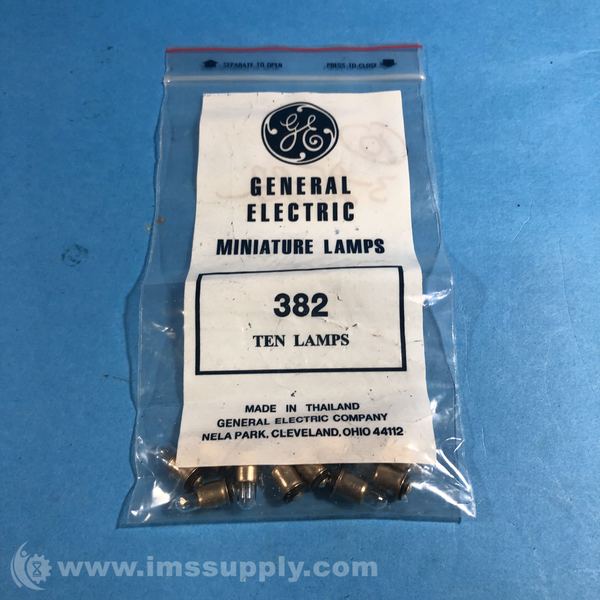 SEPARATE TO OPEN PRESS TO CLOSE
GE
GENERAL
ELECTRIC
MINIATURE LAMPS
382
TEN LAMPS
MADE IN THAILAND
GENERAL ELECTRIC COMPANY
NELA PARK, CLEVELAND, OHIO 44112
www.imssupply.com